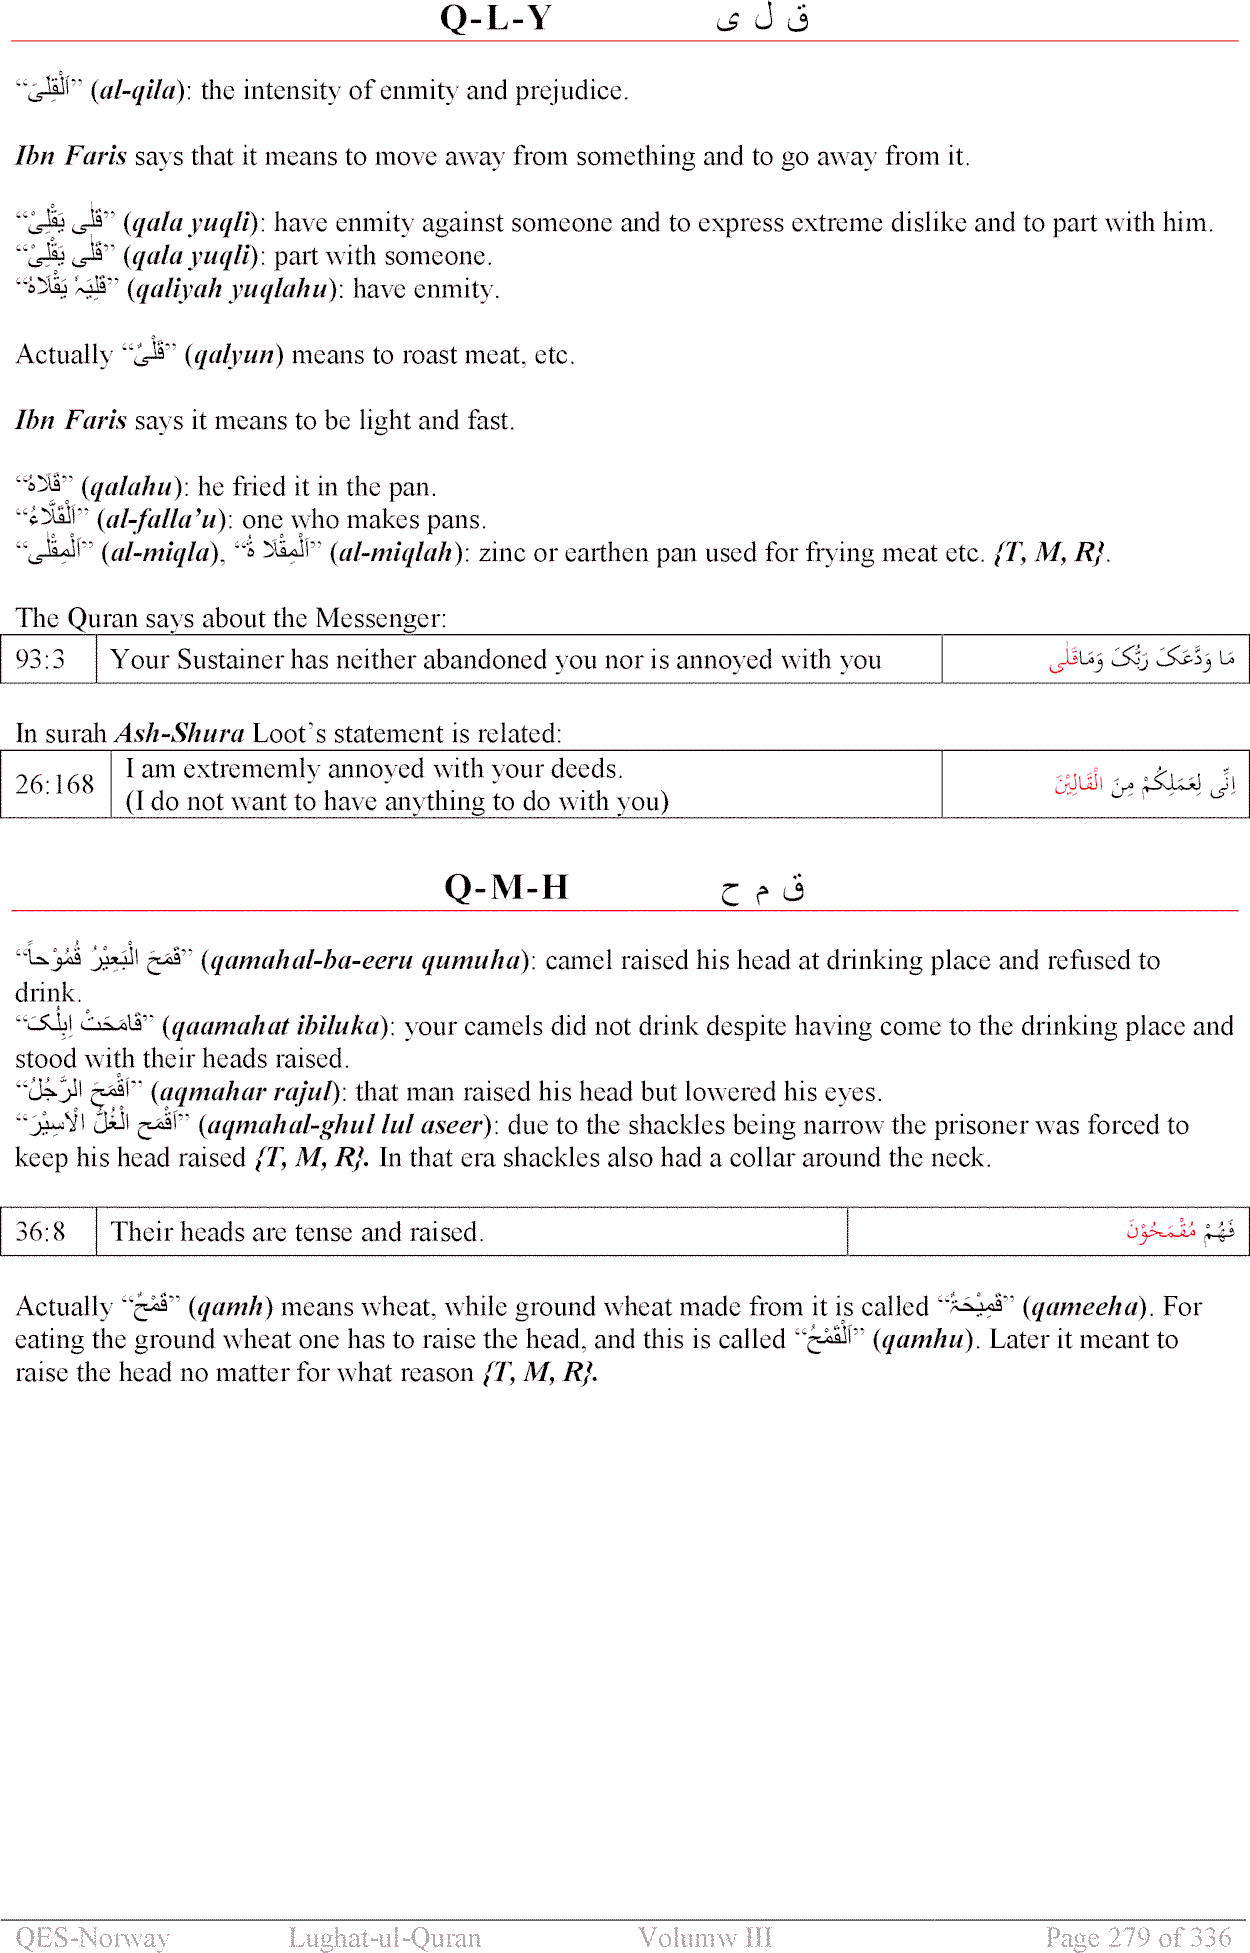 Q-L-Y ق ل ی
“اَلْقِلٰیَ” (al-qila): the intensity of enmity and prejudice.
Ibn Faris says that it means to move away from something and to go away from it.
“قَلٰی یَقْلِیْ” (qala yuqli): have enmity against someone and to express extreme dislike and to part with him.
“قَلٰی یَقْلِیْ” (qala yuqli): part with someone.
“قَلِیَہٗ یَقْلَاہُ” (qaliyah yuqlahu): have enmity.
Actually “قَلْیٌ” (qalyun) means to roast meat, etc.
Ibn Faris says it means to be light and fast.
“قَلَاہُ” (qalahu): he fried it in the pan.
“اَلْقَلَّاءُ” (al-falla’u): one who makes pans.
“اَلْمِقْلٰی” (al-miqla), “اَلْمِقْلَا ۃُ” (al-miqlah): zinc or earthen pan used for frying meat etc. {T, M, R}.
The Quran says about the Messenger:
93:3 Your Sustainer has neither abandoned you nor is annoyed with you مَا وَدَّعَکَ رَبُّکَ وَمَاقَلٰی
In surah Ash-Shura Loot’s statement is related:
26:168 I am extrememly annoyed with your deeds.
(I do not want to have anything to do with you) اِنِّی لِعَمَلِکُمْ مِنَ الْقَالِیْنَ
Q-M-H ق م ح
“قَمَحَ الْبَعِیْرُ قُمُوْحاً” (qamahal-ba-eeru qumuha): camel raised his head at drinking place and refused to
drink.
“قَامَحَتْ اِبِلُکَ” (qaamahat ibiluka): your camels did not drink despite having come to the drinking place and
stood with their heads raised.
“اَقْمَحَ الرَّجُلُ” (aqmahar rajul): that man raised his head but lowered his eyes.
“اَقْمَح الْغُلُّ الْاَسِیْرَ” (aqmahal-ghul lul aseer): due to the shackles being narrow the prisoner was forced to
keep his head raised {T, M, R}. In that era shackles also had a collar around the neck.
36:8 Their heads are tense and raised. فَہُمْ مُقْمَحُوْنَ
Actually “قَمْحٌ” (qamh) means wheat, while ground wheat made from it is called “قَمِیْحَۃٌ” (qameeha). For
eating the ground wheat one has to raise the head, and this is called “اَلْقَمْحُ” (qamhu). Later it meant to
raise the head no matter for what reason {T, M, R}.
QES-Norway Lughat-ul-Quran Volumw III Page 279 of 336